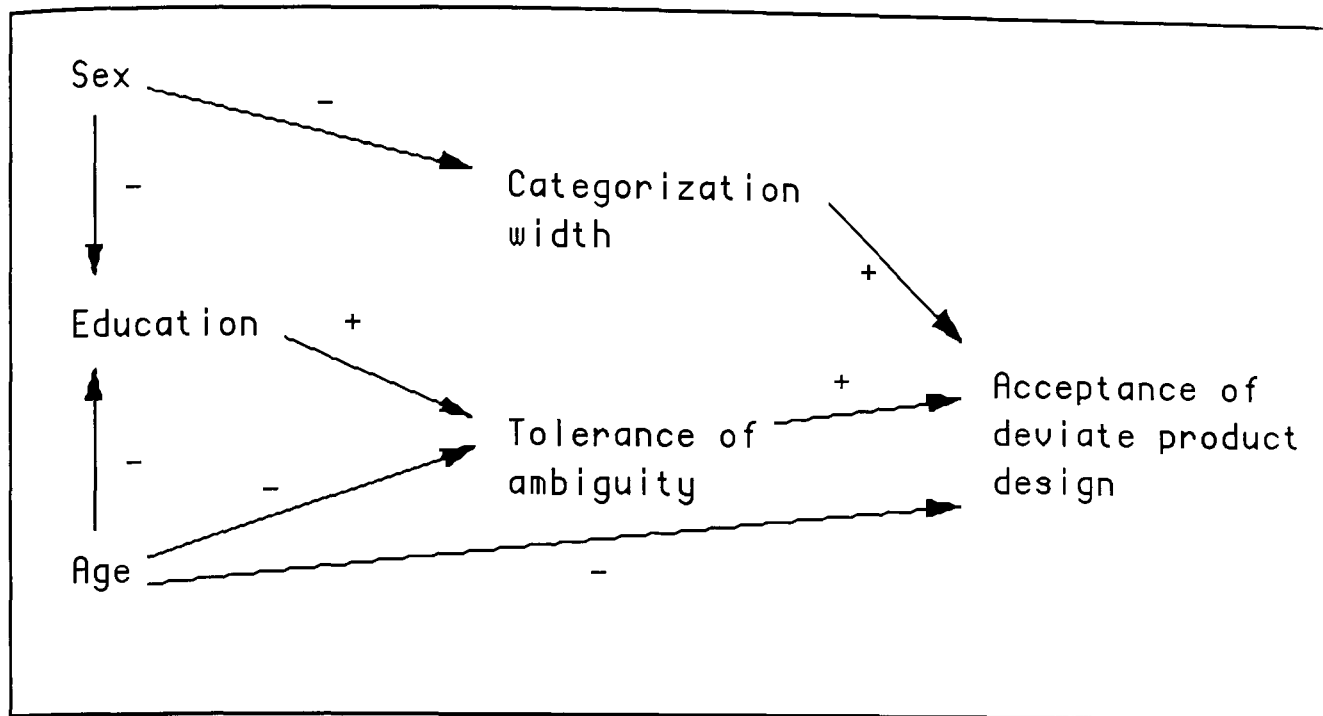 Sex
-
-
Categorization
width
+
Education
+
+
Acceptance of
deviate product
design
Tolerance of
ambiguity
-
-
Age
-